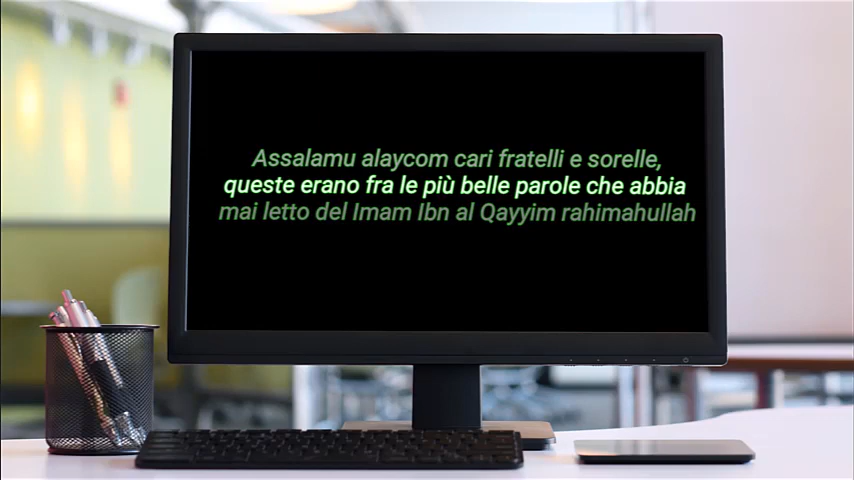 Assalamu alaycom cari fratelli e sorelle,
queste erano fra le più belle parole che abbia
mai letto del Imam Ibn al Qayyim rahimahullah